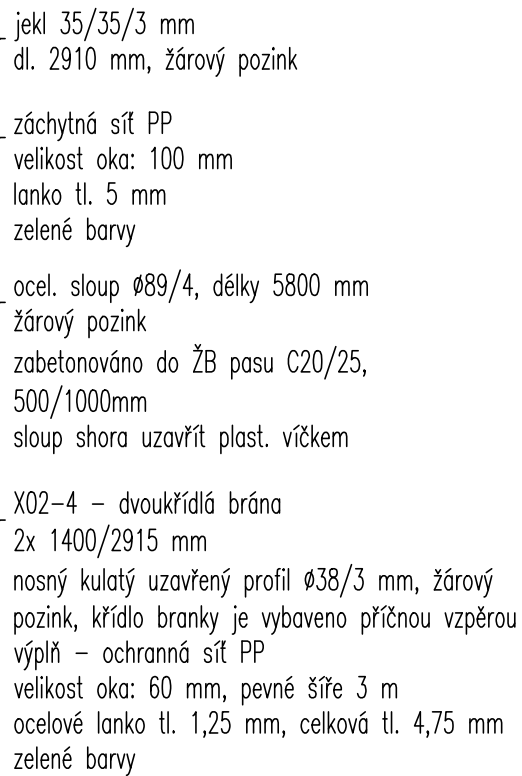 jekl 35/35/3 mm
dl. 2910 mm, žárový pozink
záchytná síť PP
velikost oka: 100 mm
lanko tl. 5 mm
zelené barvy
ocel. sloup ø89/4, délky 5800 mm
žárový pozink
zabetonováno do ŽB pasu C20/25,
500/1000mm
sloup shora uzavřít plast. víčkem
X02-4 - dvoukřídlá brána
2x 1400/2915 mm
nosný kulatý uzavřený profil ø38/3 mm, žárový
pozink, křídlo branky je vybaveno příčnou vzpěrou
výplň - ochranná síť PP
velikost oka: 60 mm, pevné šíře 3 m
ocelové lanko tl. 1,25 mm, celková tl. 4,75 mm
zelené barvy